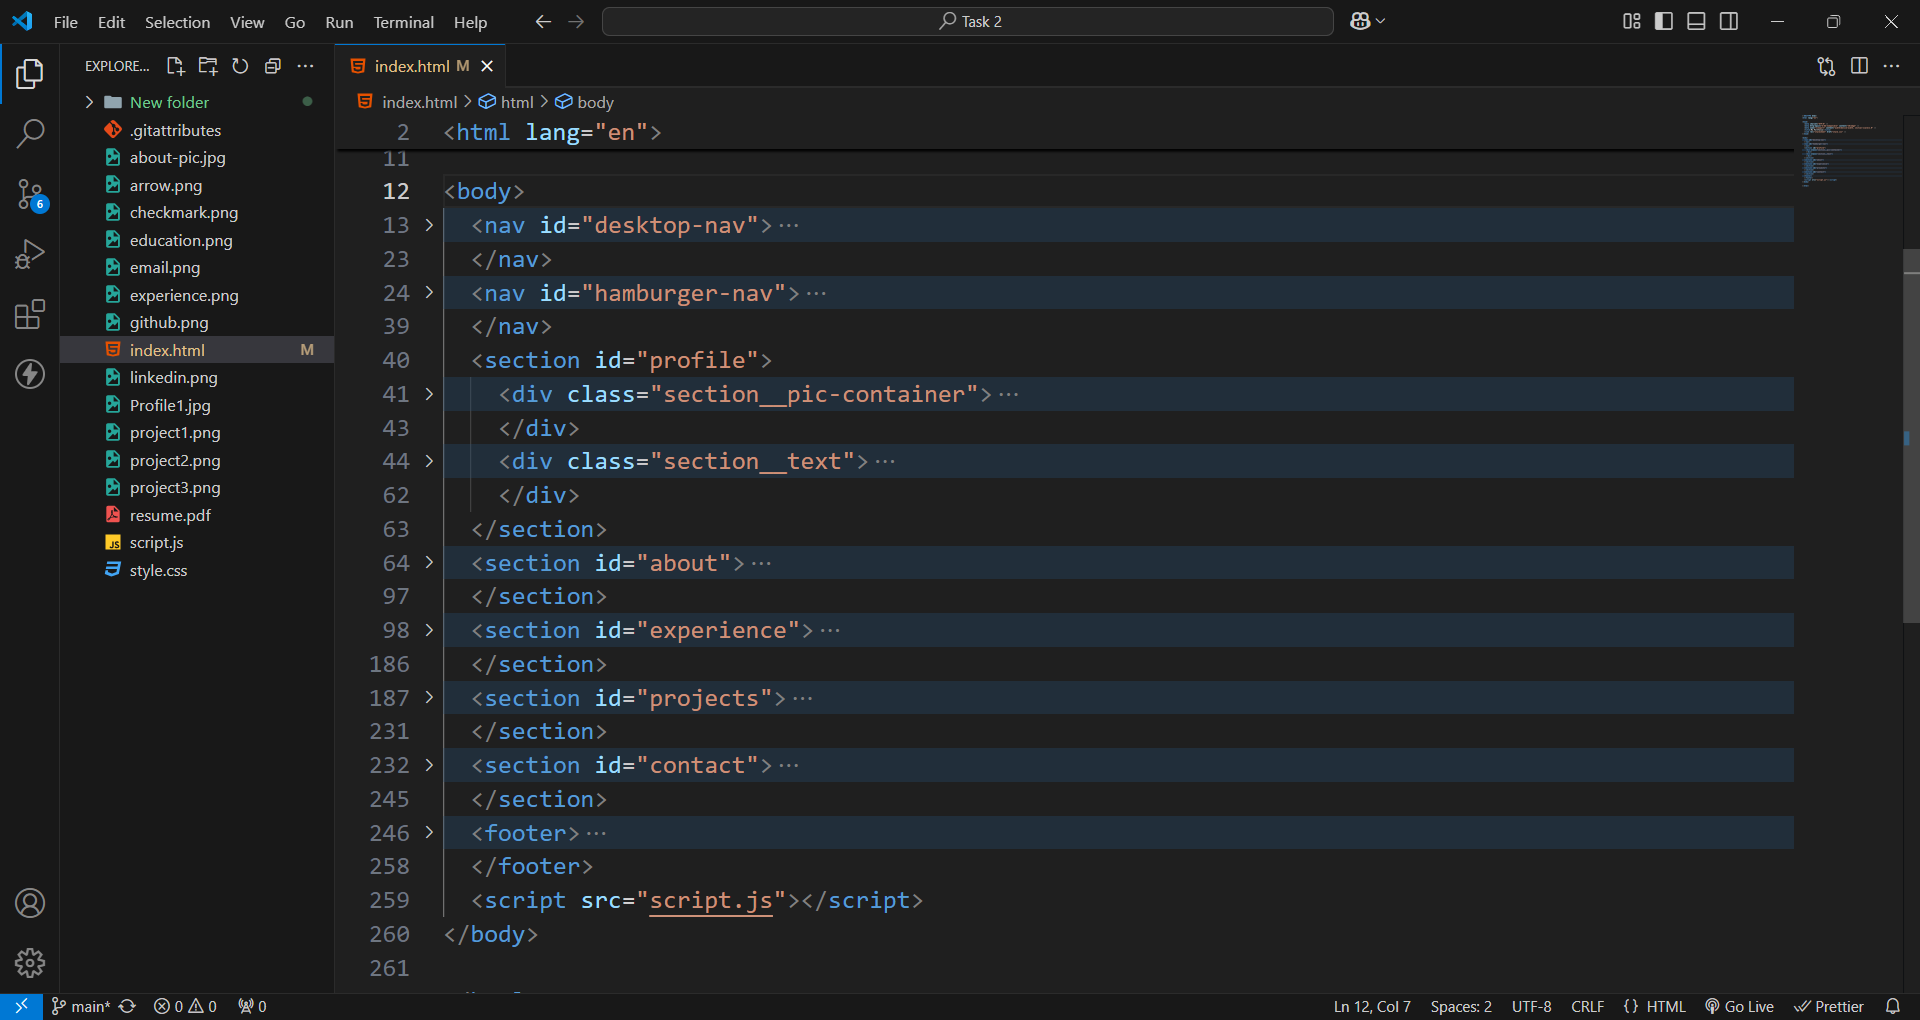 File Edit Selection View Go Run Terminal Help
Task 2
EXPLORE...
index.html M
index.html > html > body
New folder
.gitattributes
about-pic.jpg
arrow.png
checkmark.png
education.png
email.png
experience.png
github.png
index.html M
linkedin.png
Profile1.jpg
project1.png
project2.png
project3.png
resume.pdf
script.js
style.css
6
2 <html lang="en">
11
12 <body>
13 <nav id="desktop-nav">···
23 </nav>
24 <nav id="hamburger-nav">···
39 </nav>
40 <section id="profile">
41 <div class="section__pic-container">···
43 </div>
44 <div class="section__text">···
62 </div>
63 </section>
64 <section id="about">···
97 </section>
98 <section id="experience">···
186 </section>
187 <section id="projects">···
231 </section>
232 <section id="contact">···
245 </section>
246 <footer>···
258 </footer>
259 <script src="script.js"></script>
260 </body>
261
main* 0 0 0 Ln 12, Col 7 Spaces: 2 UTF-8 CRLF {} HTML Go Live Prettier